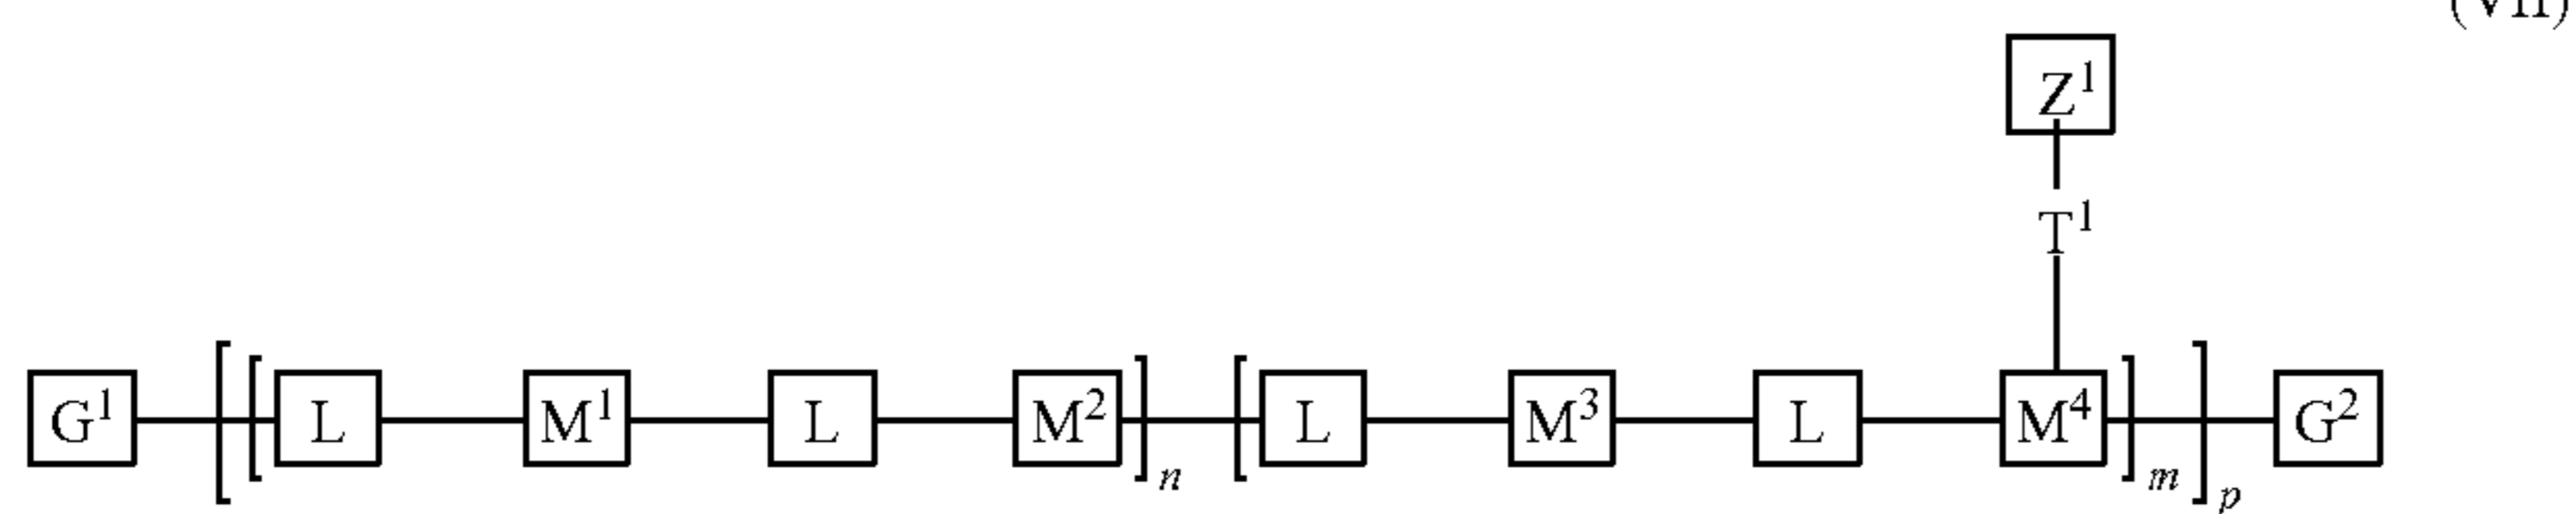 (VII)
Z¹
T¹
G¹ [ [ L M¹ L M² ]n [ L M³ L M⁴ ]m ]p G²